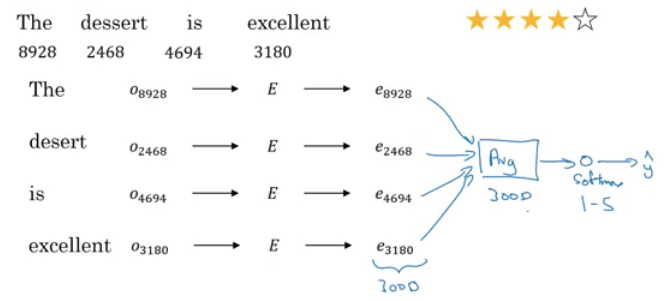 The dessert is excellent
8928 2468 4694 3180
The o8928 → E → e8928
desert o2468 → E → e2468
Avg → o → ŷ
Softmax
300D 1-5
is o4694 → E → e4694
excellent o3180 → E → e3180
300D